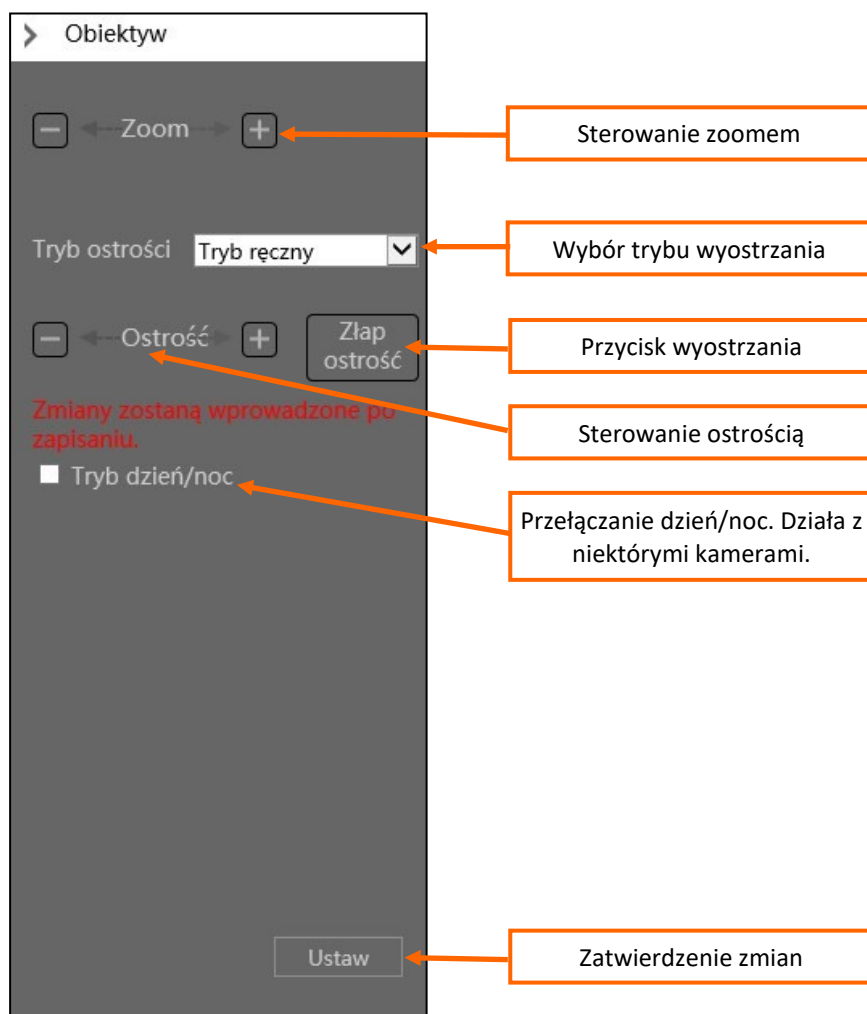 Obiektyw
Zoom
Sterowanie zoomem
Tryb ostrości Tryb ręczny
Wybór trybu wyostrzania
Ostrość
Złap
ostrość
Przycisk wyostrzania
Zmiany zostaną wprowadzone po
zapisaniu.
Sterowanie ostrością
Tryb dzień/noc
Przełączanie dzień/noc. Działa z
niektórymi kamerami.
Ustaw
Zatwierdzenie zmian